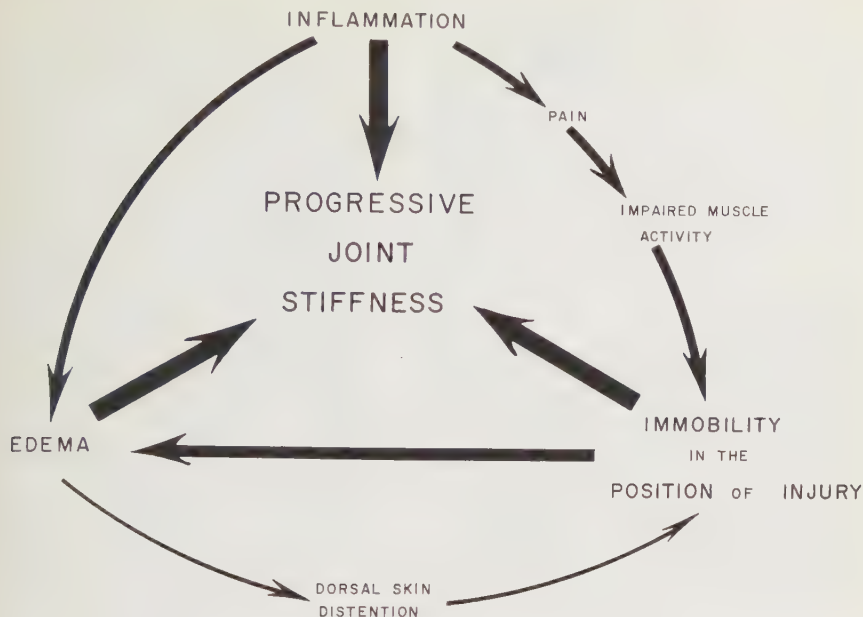 INFLAMMATION
PAIN
PROGRESSIVE
JOINT
STIFFNESS
IMPAIRED MUSCLE
ACTIVITY
EDEMA
IMMOBILITY
IN THE
POSITION OF INJURY
DORSAL SKIN
DISTENTION